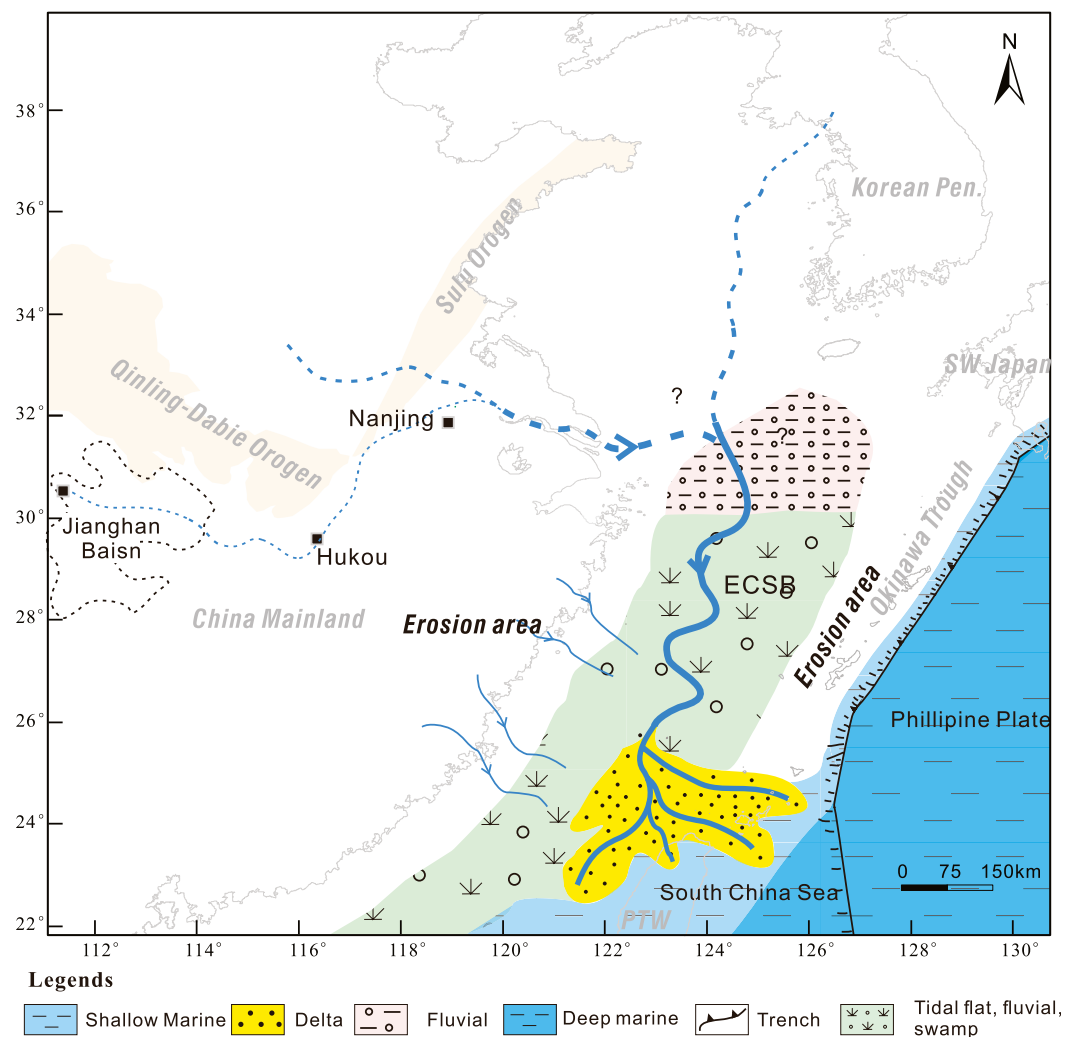 N
38°
36°
34°
32°
30°
28°
26°
24°
22°
Korean Pen.
Sulu Orogen
SW Japan
Qinling-Dabie Orogen
?
Nanjing
?
Jianghan
Baisn
Hukou
Okinawa Trough
ECSB
China Mainland
Erosion area
Erosion area
Phillipine Plate
0 75 150km
South China Sea
PTW
112° 114° 116° 118° 120° 122° 124° 126° 128° 130°
Legends
Shallow Marine
Delta
Fluvial
Deep marine
Trench
Tidal flat, fluvial,
swamp